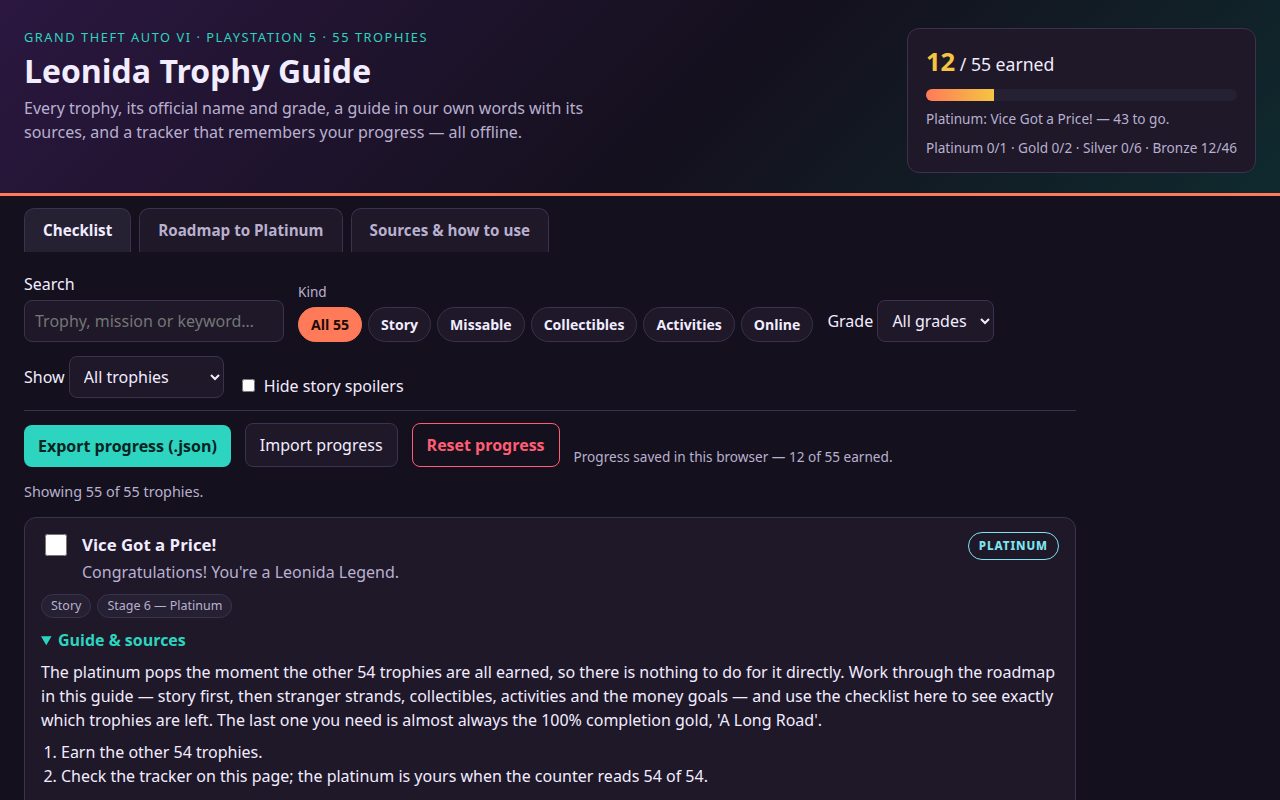 GRAND THEFT AUTO VI · PLAYSTATION 5 · 55 TROPHIES
Leonida Trophy Guide
Every trophy, its official name and grade, a guide in our own words with its
sources, and a tracker that remembers your progress — all offline.
12 / 55 earned
Platinum: Vice Got a Price! — 43 to go.
Platinum 0/1 · Gold 0/2 · Silver 0/6 · Bronze 12/46
Checklist
Roadmap to Platinum
Sources & how to use
Search
Trophy, mission or keyword...
Kind
All 55
Story
Missable
Collectibles
Activities
Online
Grade
All grades
Show
All trophies
Hide story spoilers
Export progress (.json)
Import progress
Reset progress
Progress saved in this browser — 12 of 55 earned.
Showing 55 of 55 trophies.
Vice Got a Price!
PLATINUM
Congratulations! You're a Leonida Legend.
Story
Stage 6 — Platinum
▼ Guide & sources
The platinum pops the moment the other 54 trophies are all earned, so there is nothing to do for it directly. Work through the roadmap
in this guide — story first, then stranger strands, collectibles, activities and the money goals — and use the checklist here to see exactly
which trophies are left. The last one you need is almost always the 100% completion gold, 'A Long Road'.
1. Earn the other 54 trophies.
2. Check the tracker on this page; the platinum is yours when the counter reads 54 of 54.